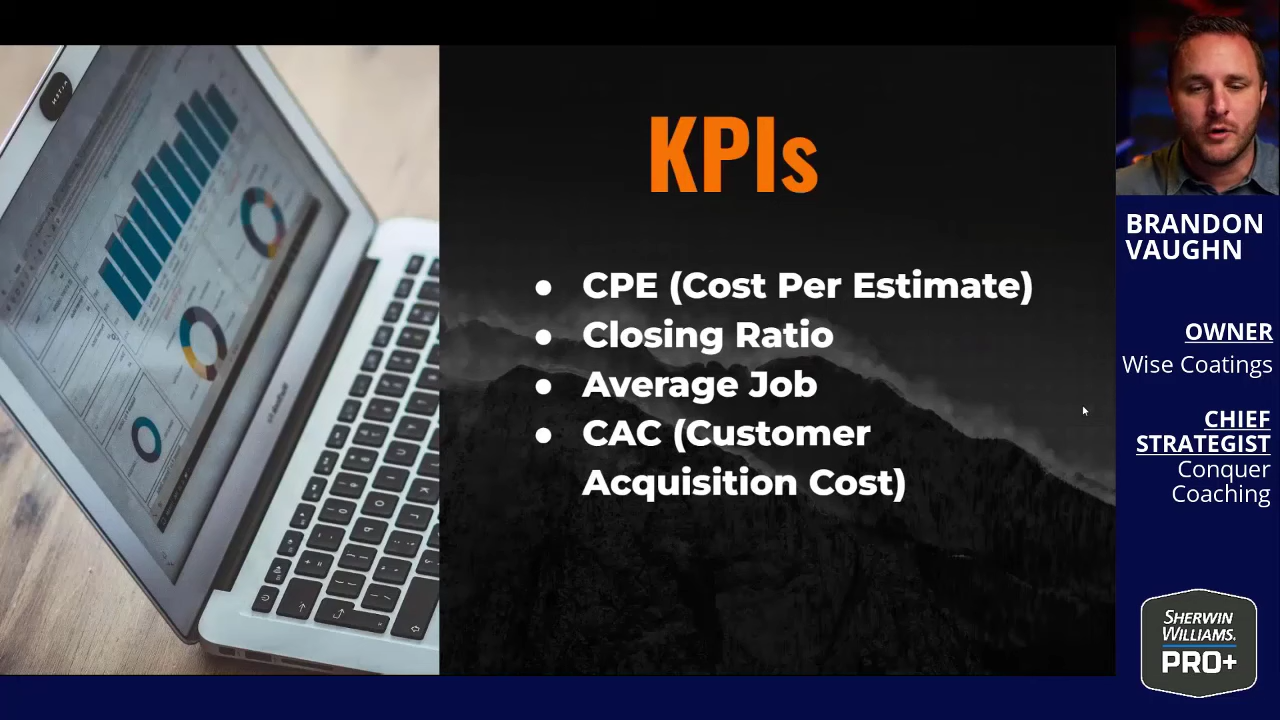 KPIs
● CPE (Cost Per Estimate)
● Closing Ratio
● Average Job
● CAC (Customer
Acquisition Cost)
BRANDON
VAUGHN
OWNER
Wise Coatings
CHIEF
STRATEGIST
Conquer
Coaching
SHERWIN
WILLIAMS.
PRO+